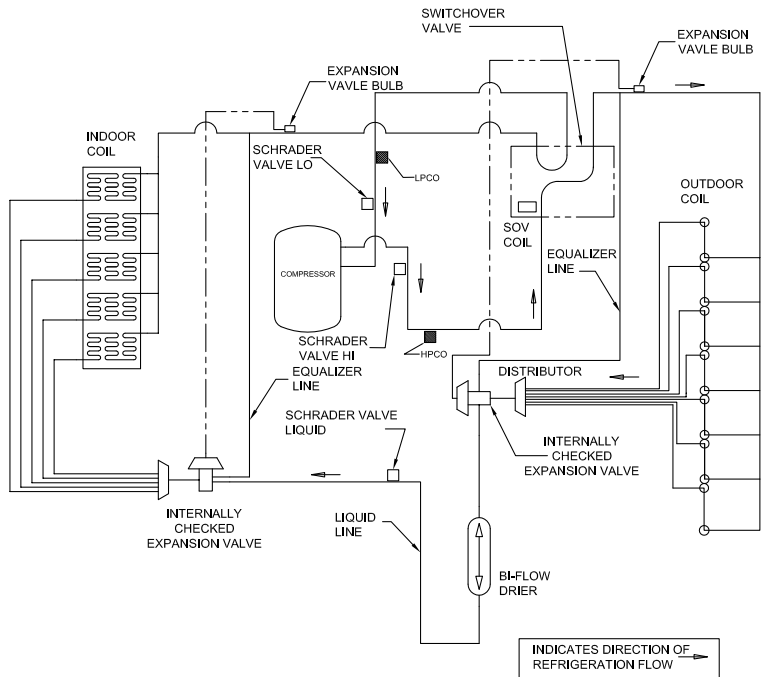 SWITCHOVER
VALVE
EXPANSION
VAVLE BULB
EXPANSION
VAVLE BULB
INDOOR
COIL
SCHRADER
VALVE LO
LPCO
OUTDOOR
COIL
SOV
COIL
EQUALIZER
LINE
COMPRESSOR
SCHRADER
VALVE HI
HPCO
EQUALIZER
LINE
DISTRIBUTOR
SCHRADER VALVE
LIQUID
INTERNALLY
CHECKED
EXPANSION VALVE
INTERNALLY
CHECKED
EXPANSION VALVE
LIQUID
LINE
BI-FLOW
DRIER
INDICATES DIRECTION OF
REFRIGERATION FLOW